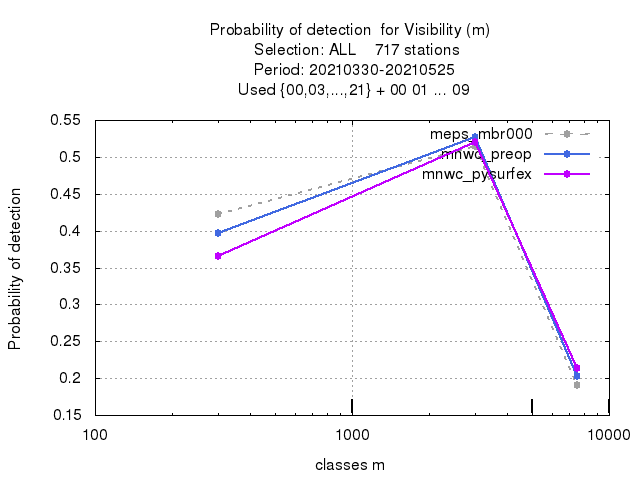 Probability of detection  for Visibility (m)
Selection: ALL    717 stations
Period: 20210330-20210525
Used {00,03,...,21} + 00 01 ... 09
meps_mbr000
mnwc_preop
mnwc_pysurfex
0.55
0.5
0.45
0.4
0.35
0.3
0.25
0.2
0.15
Probability of detection
100
1000
10000
classes m